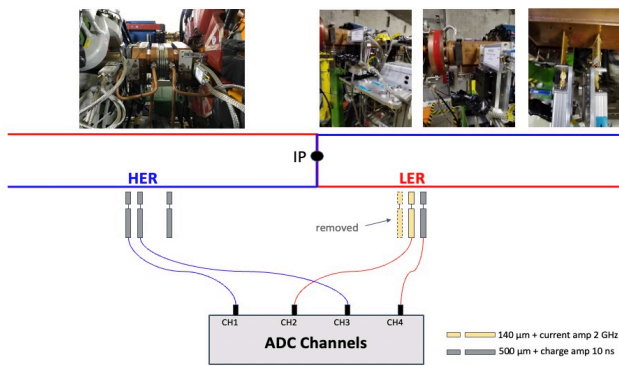 IP
HER
LER
removed
CH1
CH2
CH3
CH4
ADC Channels
140 μm + current amp 2 GHz
500 μm + charge amp 10 ns